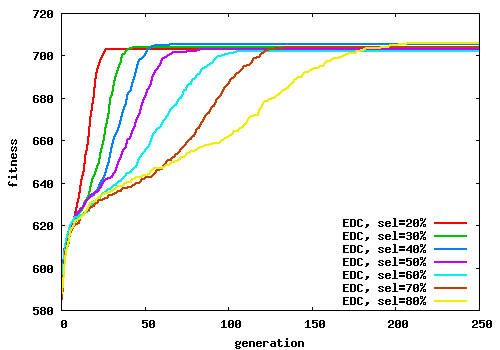 720
700
680
660
640
620
600
580
fitness
EDC, sel=20%
EDC, sel=30%
EDC, sel=40%
EDC, sel=50%
EDC, sel=60%
EDC, sel=70%
EDC, sel=80%
0 50 100 150 200 250
generation